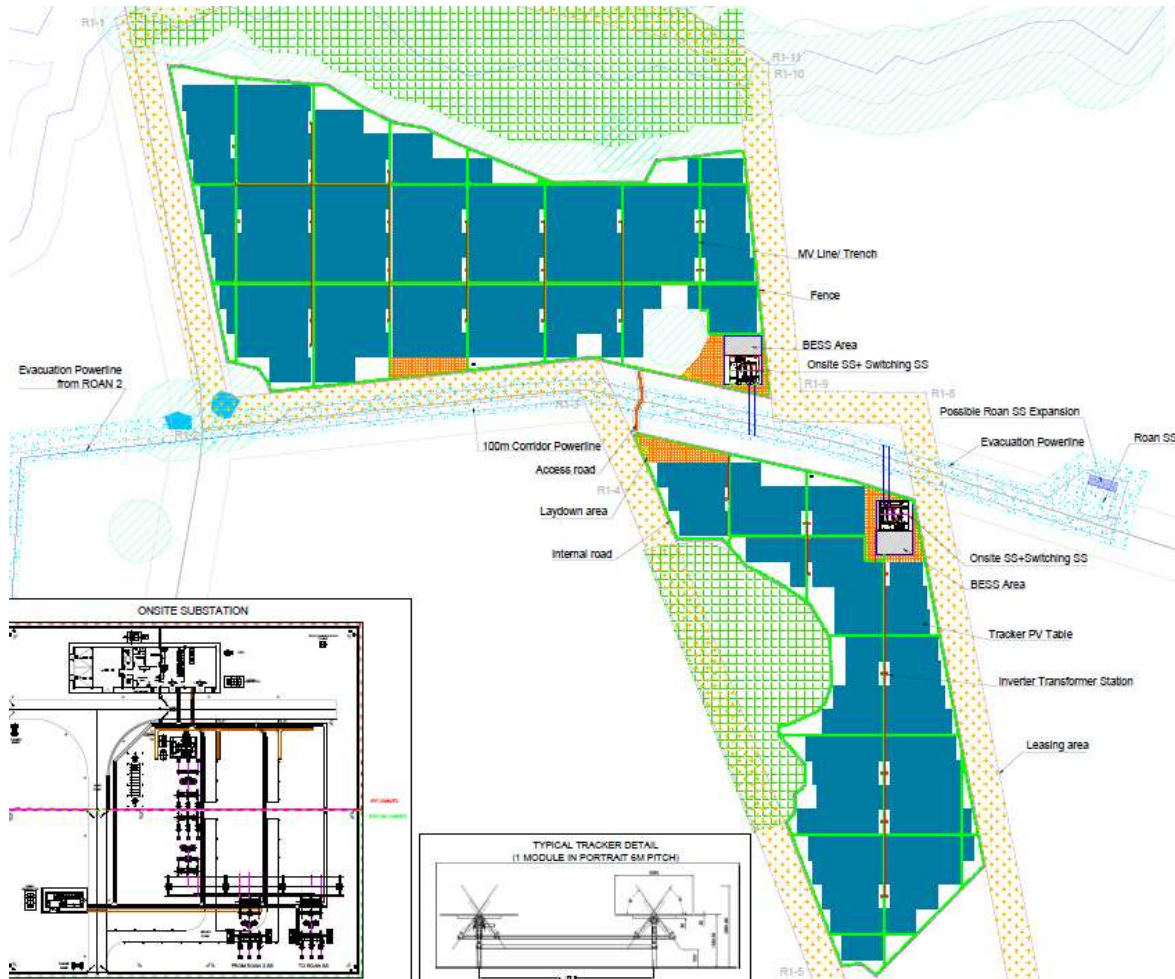 R1-1
R1-11
R1-10
MV Line/ Trench
Fence
BESS Area
Onsite SS+ Switching SS
R1-9
R1-8
Evacuation Powerline
from ROAN 2
Possible Roan SS Expansion
Roan SS
Evacuation Powerline
100m Corridor Powerline
Access road
R1-4
Laydown area
Internal road
Onsite SS+Switching SS
BESS Area
Tracker PV Table
Inverter Transformer Station
Leasing area
ONSITE SUBSTATION
FROM ROAN 2 SS
TO ROAN SS
TYPICAL TRACKER DETAIL
(1 MODULE IN PORTRAIT 6M PITCH)
R1-5